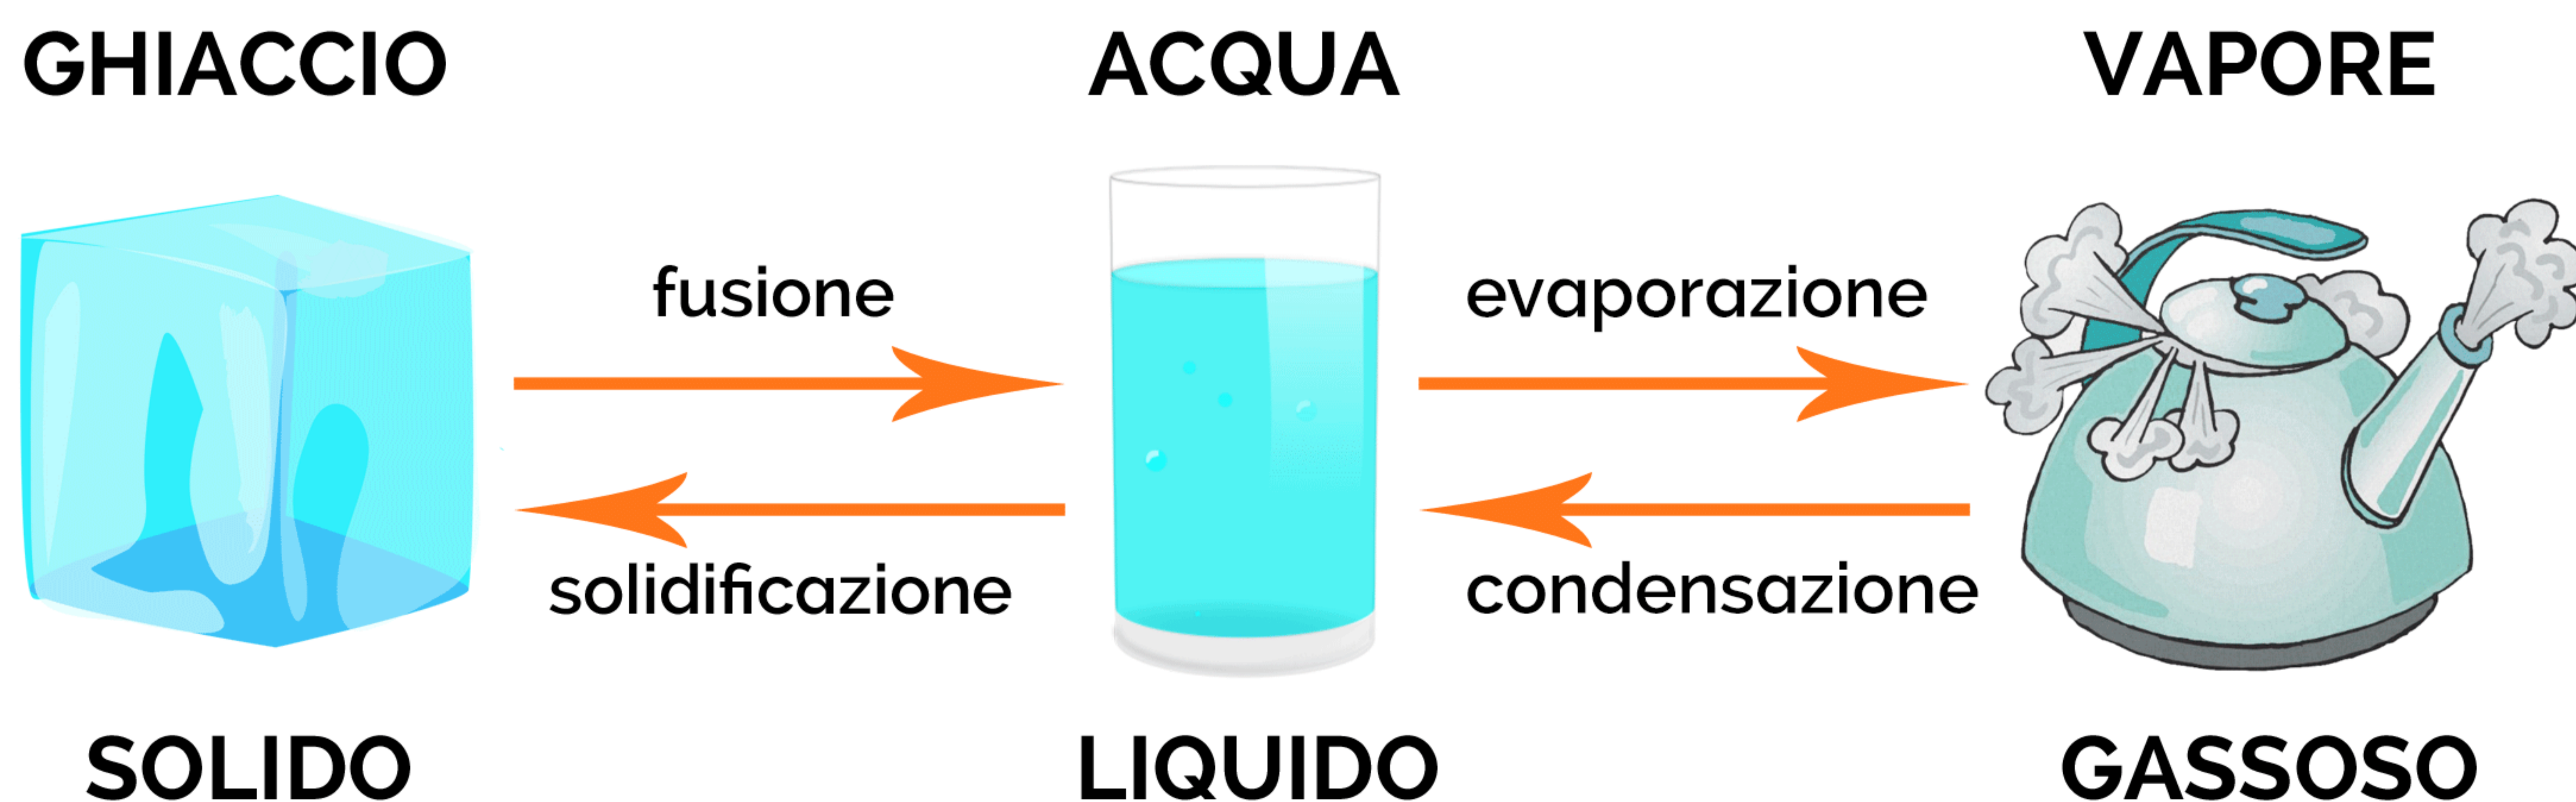 GHIACCIO
ACQUA
VAPORE
fusione
evaporazione
solidificazione
condensazione
SOLIDO
LIQUIDO
GASSOSO